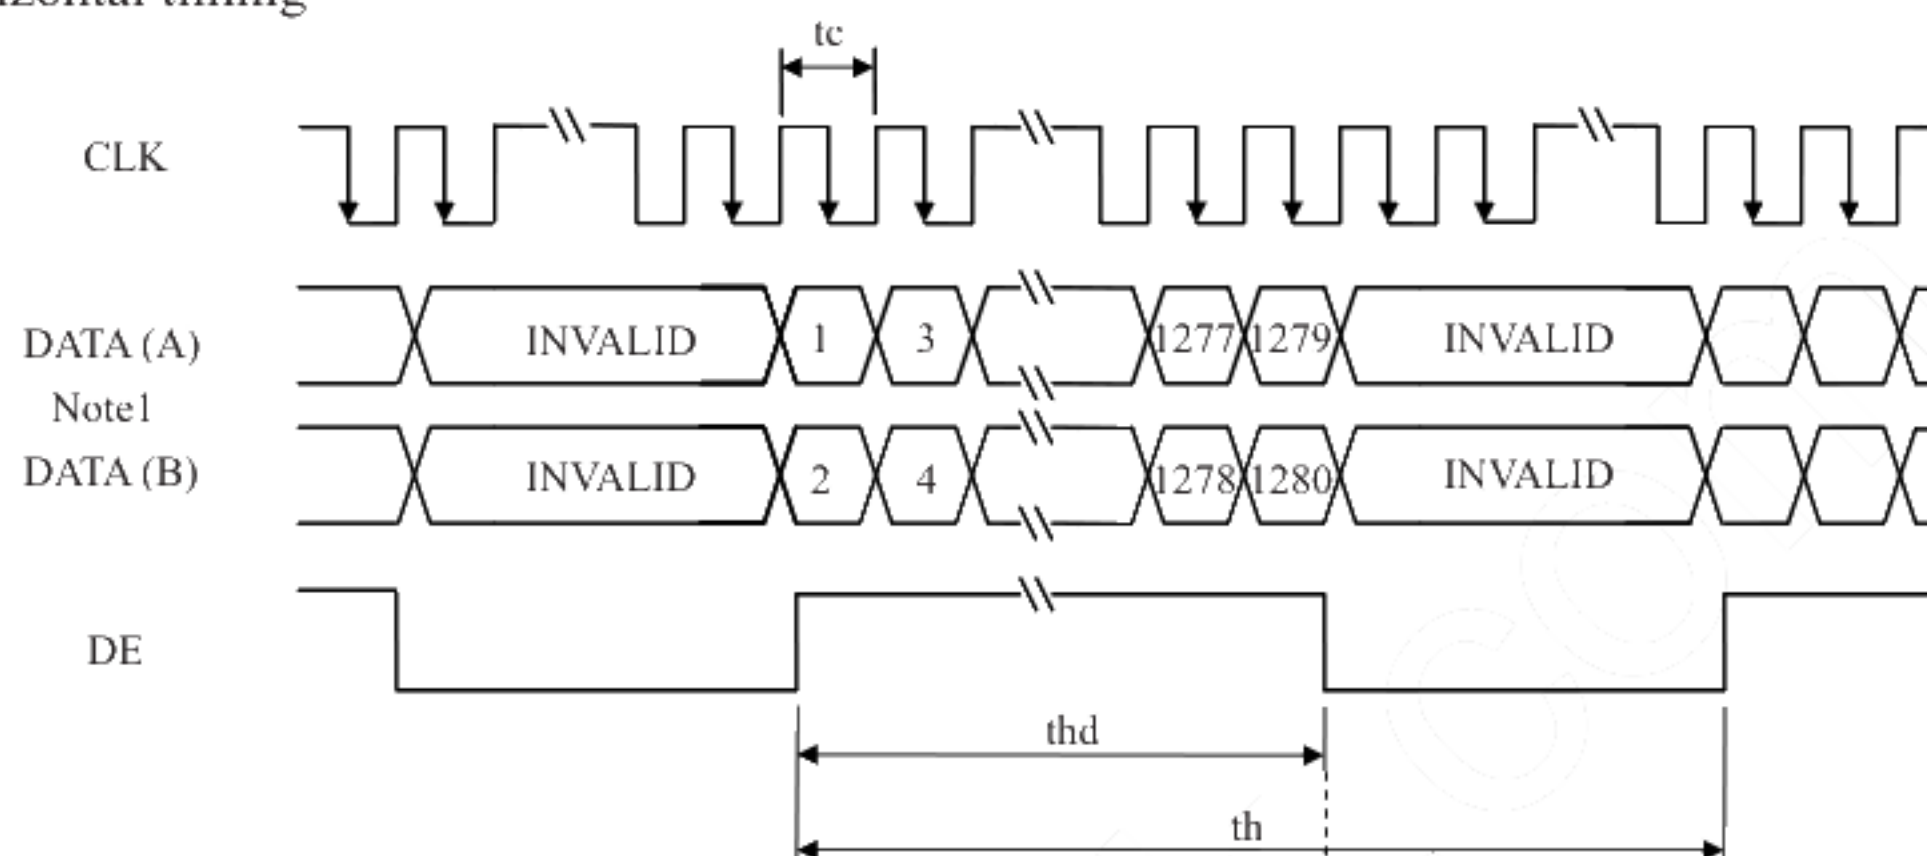 tc
CLK
DATA (A) INVALID 1 3 1277 1279 INVALID
Note1
DATA (B) INVALID 2 4 1278 1280 INVALID
DE
thd
th